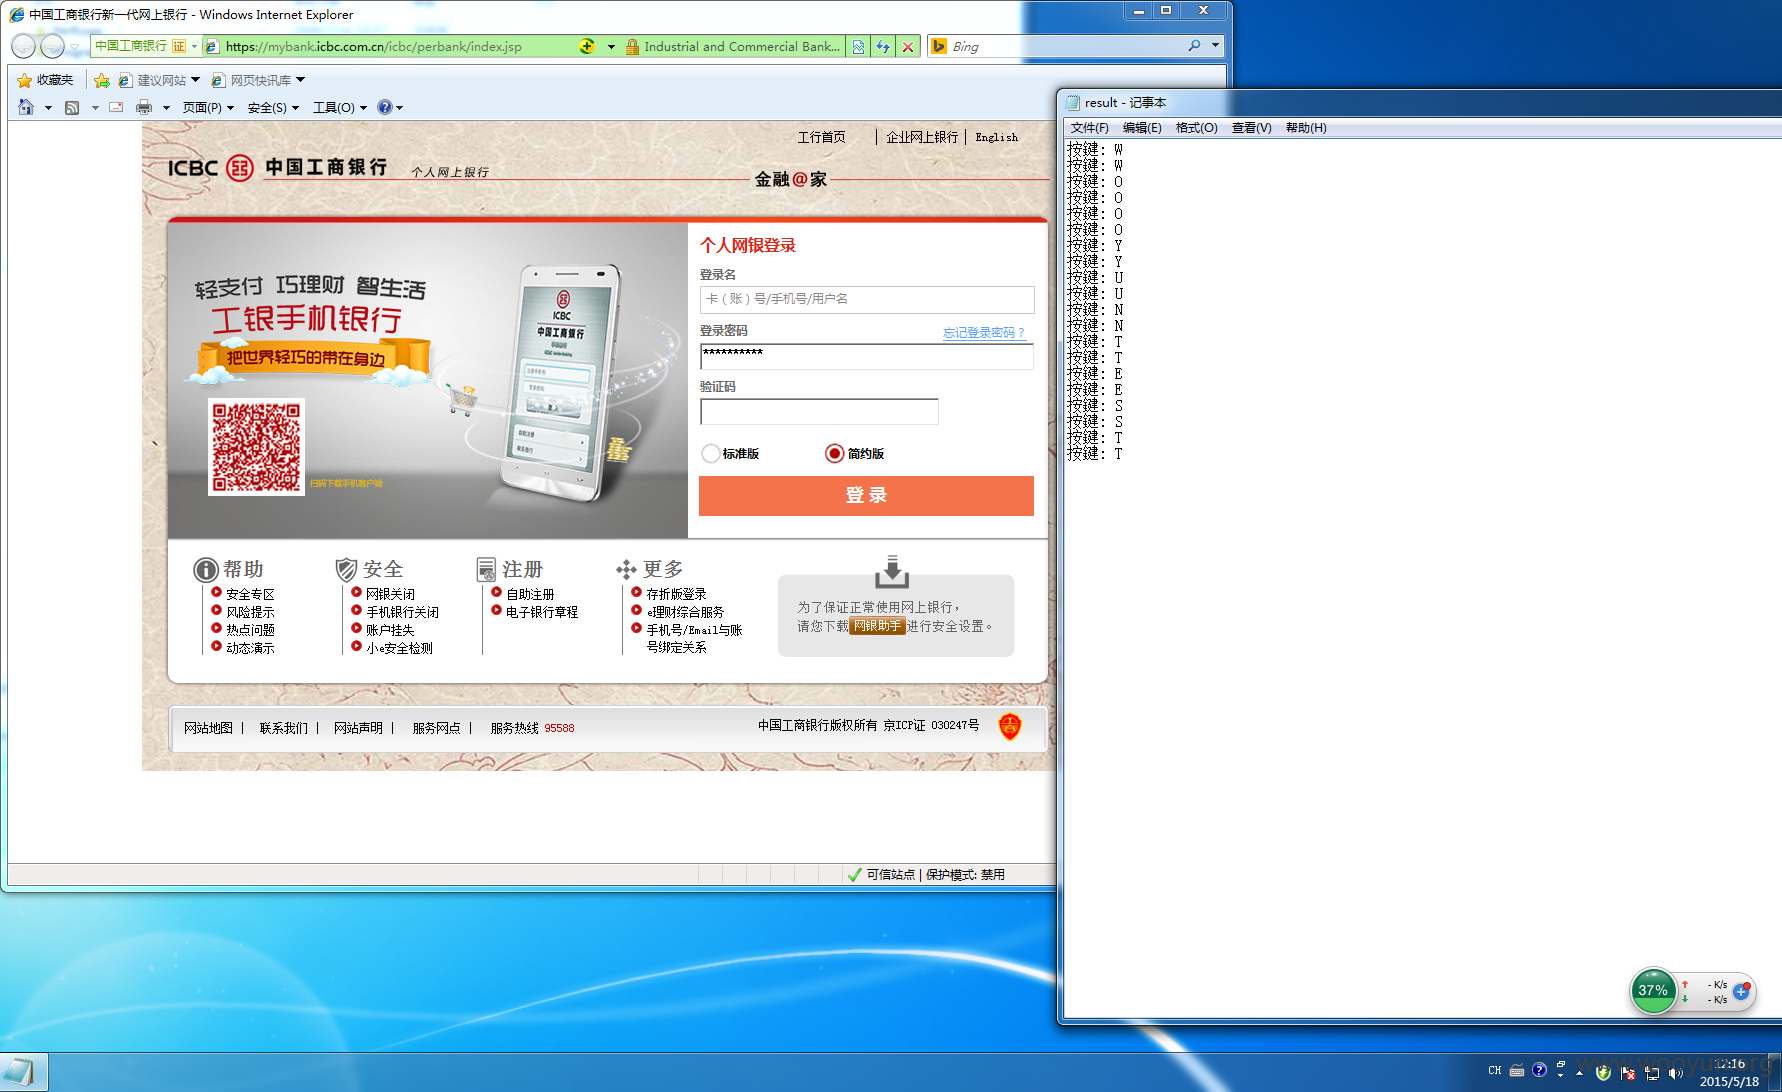 中国工商银行新一代网上银行 - Windows Internet Explorer
中国工商银行 证
https://mybank.icbc.com.cn/icbc/perbank/index.jsp
Industrial and Commercial Bank...
Bing
收藏夹
建议网站
网页快讯库
页面(P)
安全(S)
工具(O)
工行首页 | 企业网上银行 | English
ICBC 中国工商银行 个人网上银行
金融@家
轻支付 巧理财 智生活
工银手机银行
把世界轻巧的带在身边
扫码下载手机客户端
ICBC
中国工商银行
个人网银登录
登录名
卡（账）号/手机号/用户名
登录密码
忘记登录密码？
**********
验证码
标准版
简约版
登 录
帮助
安全专区
风险提示
热点问题
动态演示
安全
网银关闭
手机银行关闭
账户挂失
小e安全检测
注册
自助注册
电子银行章程
更多
存折版登录
e理财综合服务
手机号/Email与账
号绑定关系
为了保证正常使用网上银行，
请您下载网银助手进行安全设置。
网站地图 | 联系我们 | 网站声明 | 服务网点 | 服务热线 95588
中国工商银行版权所有 京ICP证 030247号
可信站点 | 保护模式: 禁用
result - 记事本
文件(F) 编辑(E) 格式(O) 查看(V) 帮助(H)
按键: W
按键: W
按键: O
按键: O
按键: O
按键: O
按键: Y
按键: Y
按键: U
按键: U
按键: N
按键: N
按键: T
按键: T
按键: E
按键: E
按键: S
按键: S
按键: T
按键: T
37%
- K/s
- K/s
CH
12:16
2015/5/18
www.wooyun.org